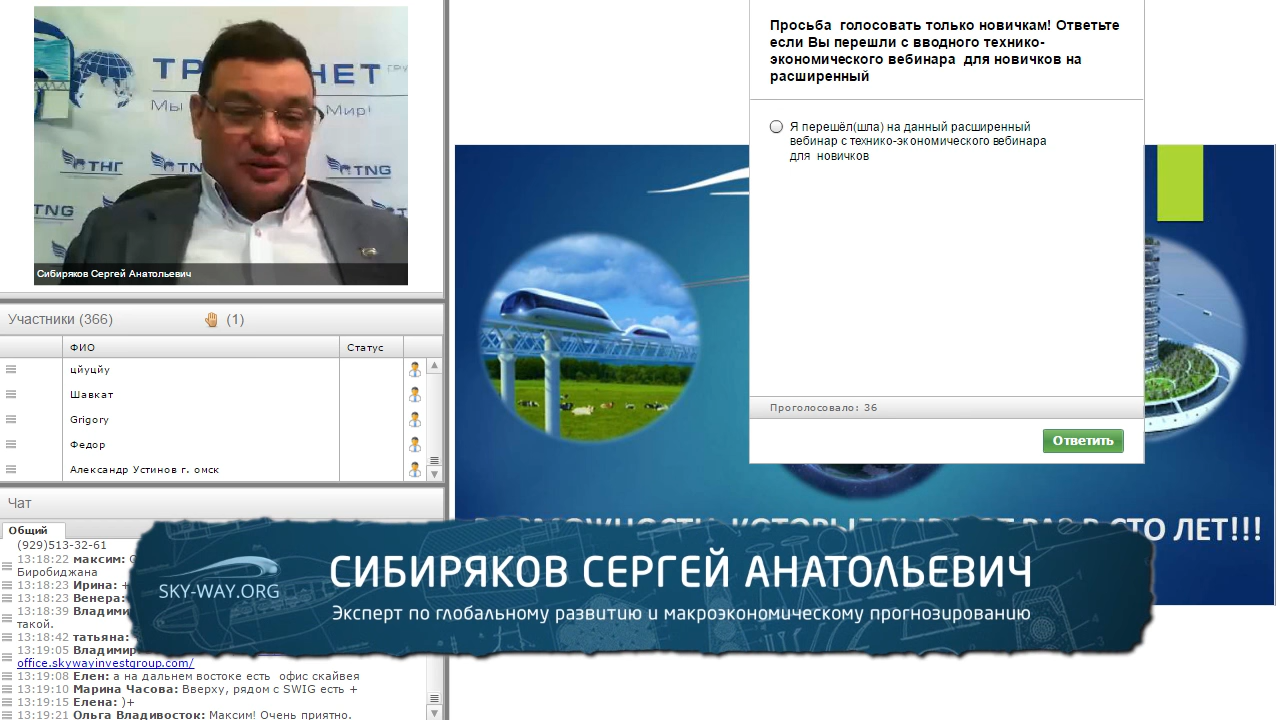 ТР
НЕТ
ГРУ
Мы
Мир!
ТНГ
TN
TNG
TNG
Сибиряков Сергей Анатольевич
Участники (366)
(1)
ФИО
Статус
цйуцйу
Шавкат
Grigory
Федор
Александр Устинов г. омск
Чат
Общий
(929)513-32-61
13:18:22 максим:
Биробиджана
13:18:23 Ирина: +
13:18:23 Венера:
13:18:39 Владимир
такой.
13:18:42 татьяна:
13:19:05 Владимир
office.skywayinvestgroup.com/
13:19:08 Елен: а на дальнем востоке есть офис скайвея
13:19:10 Марина Часова: Вверху, рядом с SWIG есть +
13:19:15 Елена: )+
13:19:21 Ольга Владивосток: Максим! Очень приятно.
Просьба голосовать только новичкам! Ответьте
если Вы перешли с вводного технико-
экономического вебинара для новичков на
расширенный
Я перешёл(шла) на данный расширенный
вебинар с технико-экономического вебинара
для новичков
Проголосовало: 36
Ответить
СТО ЛЕТ!!!
SKY-WAY.ORG
СИБИРЯКОВ СЕРГЕЙ АНАТОЛЬЕВИЧ
Эксперт по глобальному развитию и макроэкономическому прогнозированию